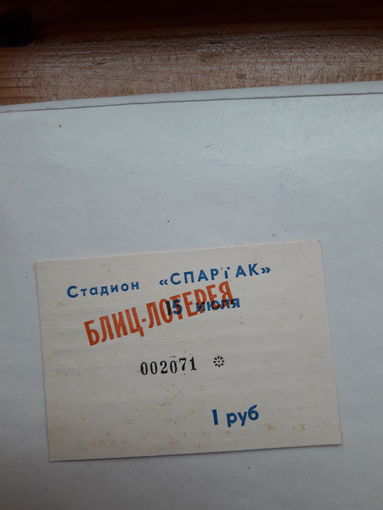 Стадион «СПАРТАК»
15 июля
БЛИЦ-ЛОТЕРЕЯ
002071
1 руб